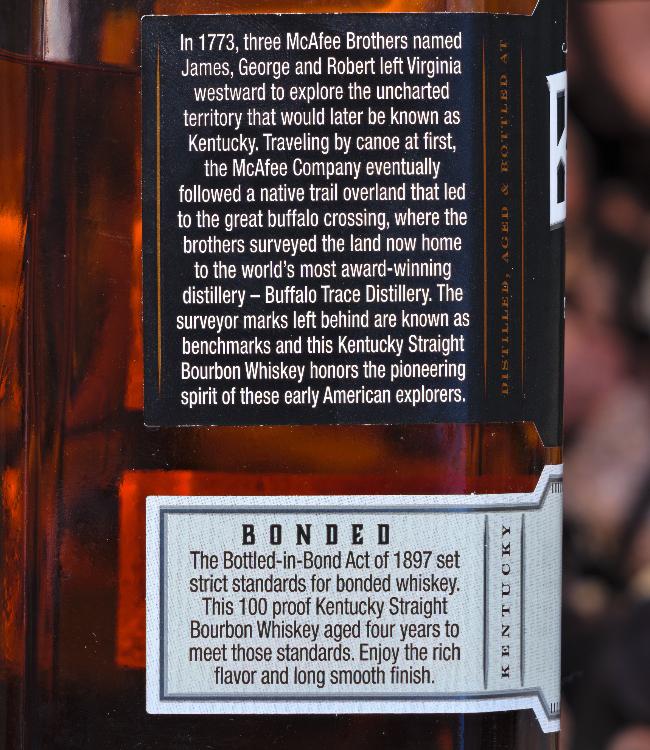 In 1773, three McAfee Brothers named
James, George and Robert left Virginia
westward to explore the uncharted
territory that would later be known as
Kentucky. Traveling by canoe at first,
the McAfee Company eventually
followed a native trail overland that led
to the great buffalo crossing, where the
brothers surveyed the land now home
to the world's most award-winning
distillery – Buffalo Trace Distillery. The
surveyor marks left behind are known as
benchmarks and this Kentucky Straight
Bourbon Whiskey honors the pioneering
spirit of these early American explorers.
DISTILLED, AGED & BOTTLED AT
BONDED
The Bottled-in-Bond Act of 1897 set
strict standards for bonded whiskey.
This 100 proof Kentucky Straight
Bourbon Whiskey aged four years to
meet those standards. Enjoy the rich
flavor and long smooth finish.
KENTUCKY